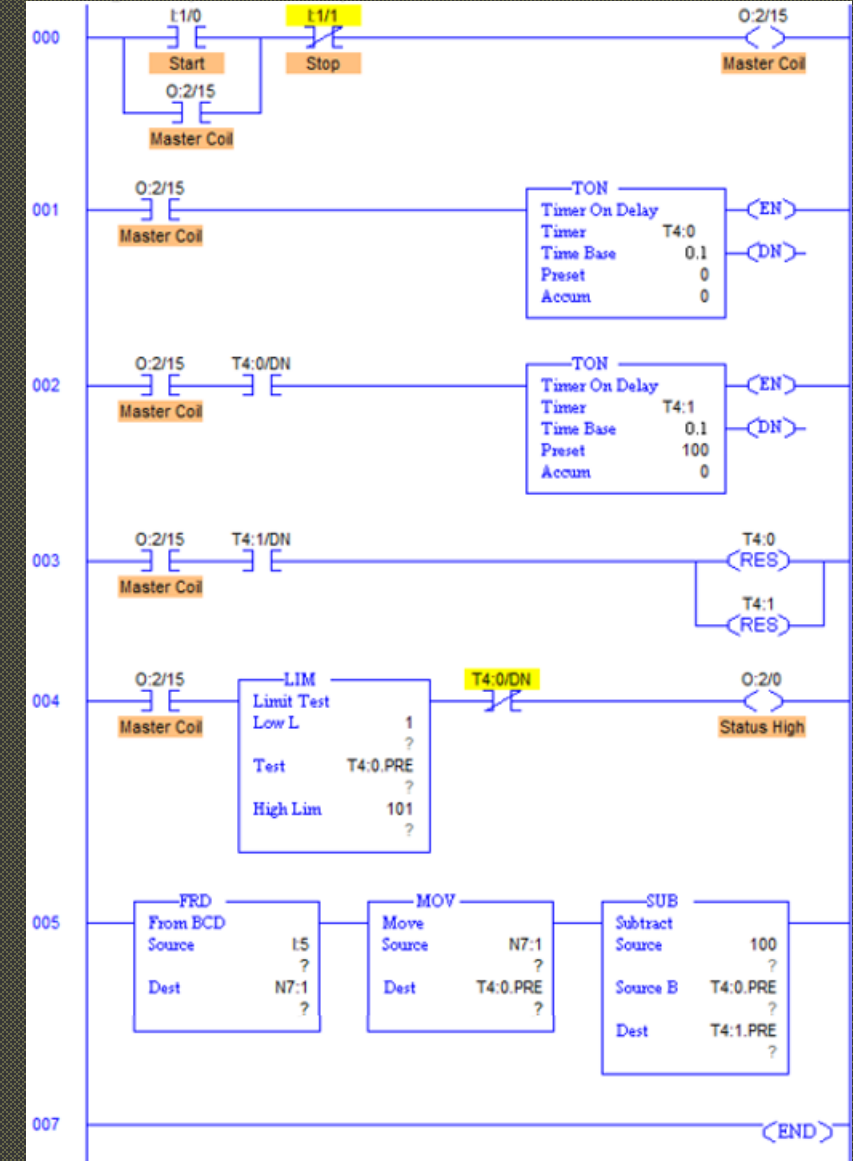 I:1/0 I:1/1 O:2/15
000
Start Stop Master Coil
O:2/15
Master Coil
O:2/15 TON
001 Timer On Delay EN
Master Coil Timer T4:0
Time Base 0.1 DN
Preset 0
Accum 0
O:2/15 T4:0/DN TON
002 Timer On Delay EN
Master Coil Timer T4:1
Time Base 0.1 DN
Preset 100
Accum 0
O:2/15 T4:1/DN T4:0
003 RES
Master Coil
T4:1
RES
O:2/15 LIM T4:0/DN O:2/0
004 Limit Test
Master Coil Low L 1 Status High
?
Test T4:0.PRE
?
High Lim 101
?
FRD MOV SUB
005 From BCD Move Subtract
Source I:5 Source N7:1 Source 100
? ? ?
Dest N7:1 Dest T4:0.PRE Source B T4:0.PRE
? ? ?
Dest T4:1.PRE
?
007 END